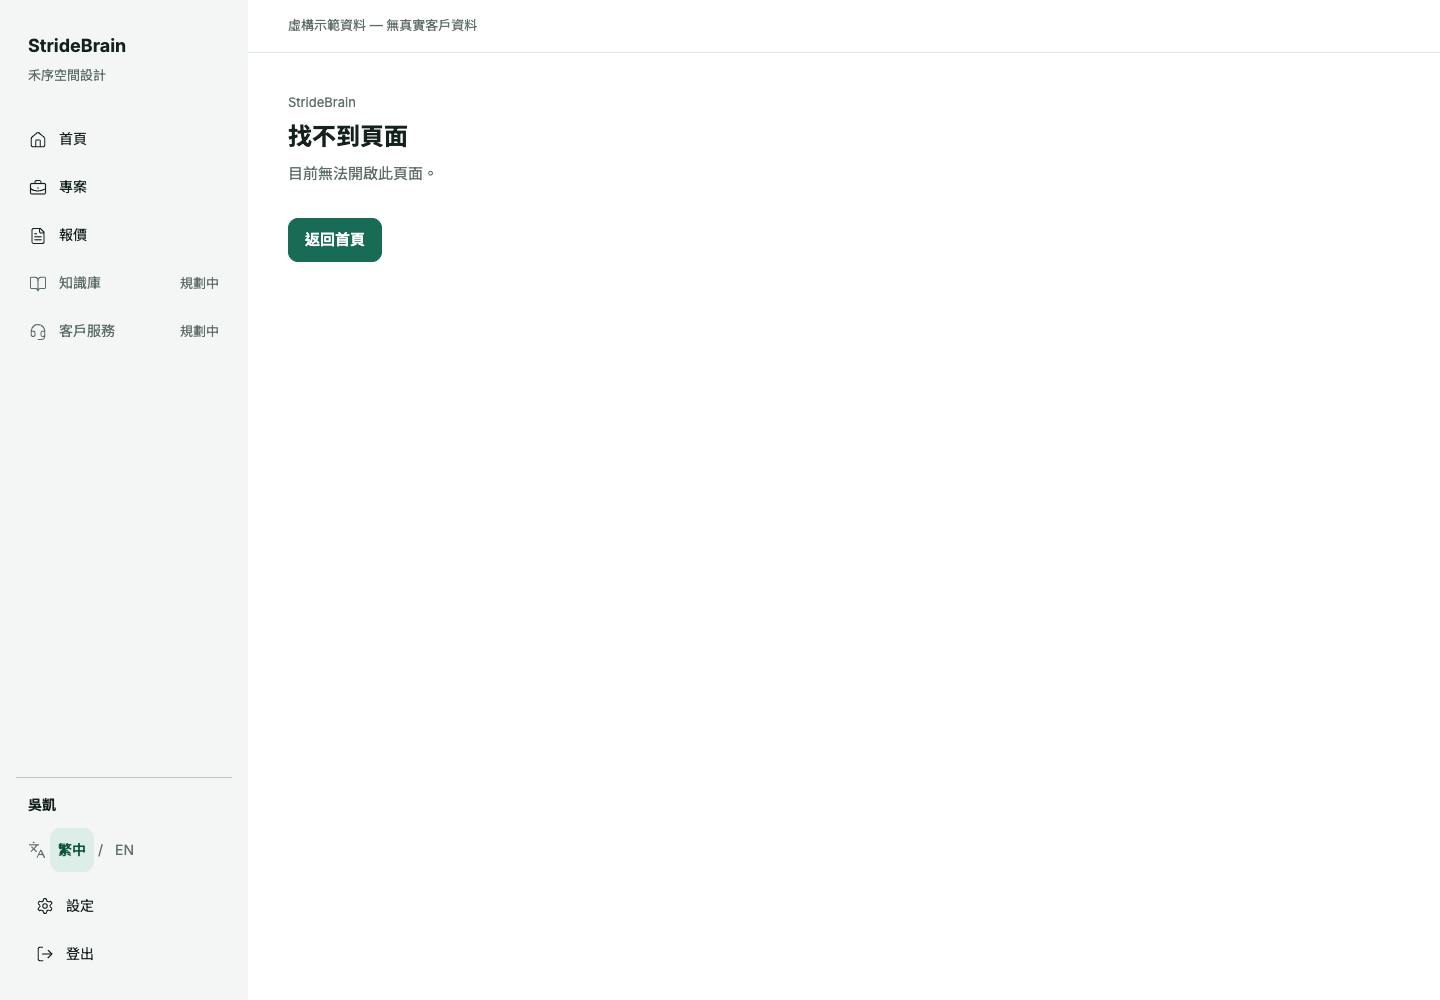 StrideBrain
禾序空間設計
首頁
專案
報價
知識庫 規劃中
客戶服務 規劃中
吳凱
繁中 / EN
設定
登出
虛構示範資料 — 無真實客戶資料
StrideBrain
找不到頁面
目前無法開啟此頁面。
返回首頁